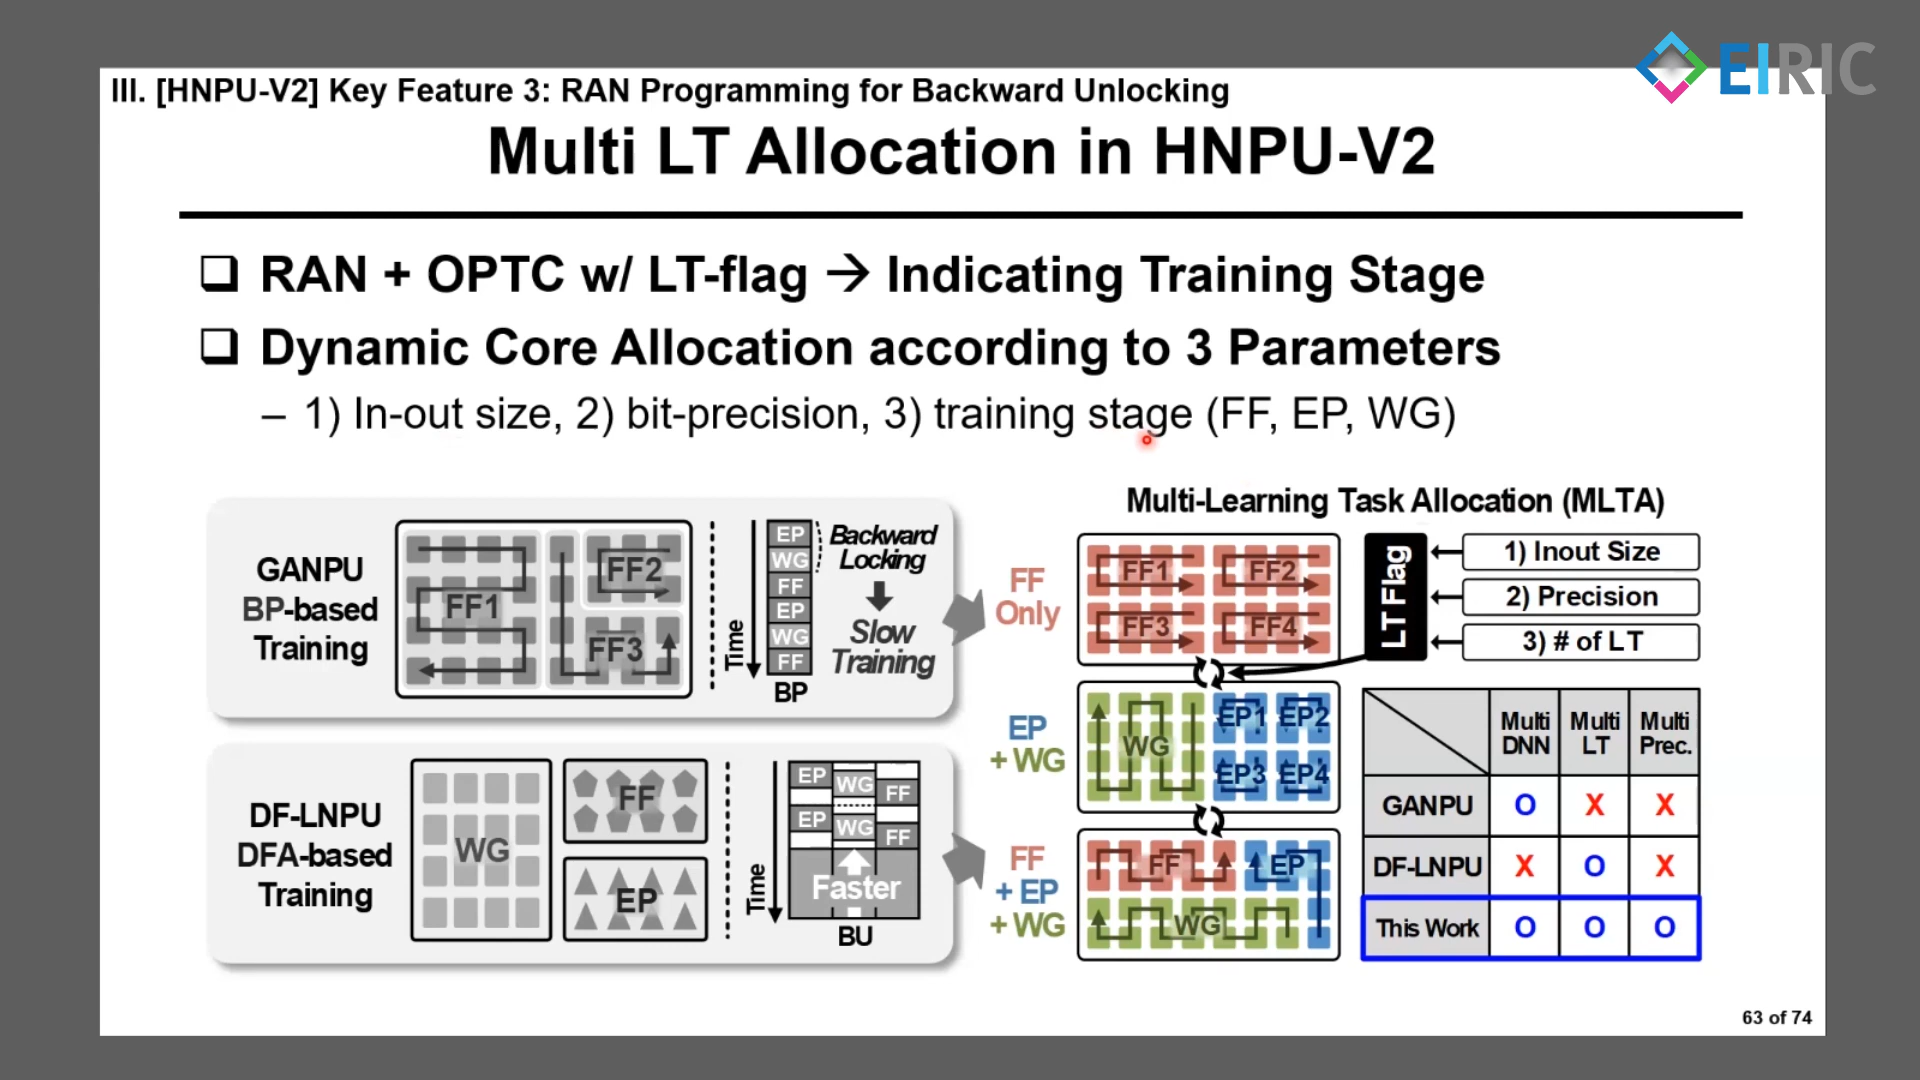 EIRIC
III. [HNPU-V2] Key Feature 3: RAN Programming for Backward Unlocking
Multi LT Allocation in HNPU-V2
❑ RAN + OPTC w/ LT-flag → Indicating Training Stage
❑ Dynamic Core Allocation according to 3 Parameters
– 1) In-out size, 2) bit-precision, 3) training stage (FF, EP, WG)
GANPU
BP-based
Training
FF1
FF2
FF3
Time
EP
WG
FF
EP
WG
FF
BP
Backward
Locking
Slow
Training
DF-LNPU
DFA-based
Training
WG
FF
EP
Time
EP
WG
FF
EP
WG
FF
Faster
BU
Multi-Learning Task Allocation (MLTA)
FF
Only
FF1
FF2
FF3
FF4
LT Flag
1) Inout Size
2) Precision
3) # of LT
EP
+ WG
WG
EP1
EP2
EP3
EP4
FF
+ EP
+ WG
FF
EP
WG
Multi DNN
Multi LT
Multi Prec.
GANPU O X X
DF-LNPU X O X
This Work O O O
63 of 74